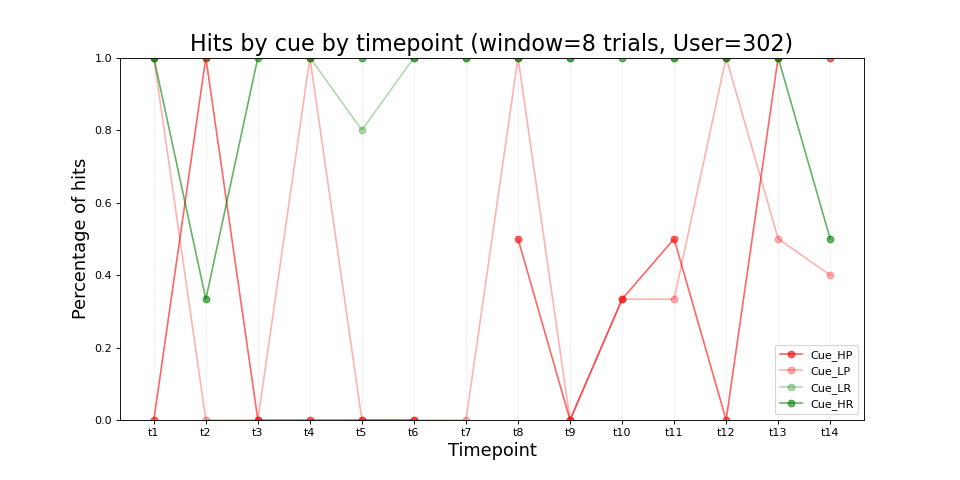 Hits by cue by timepoint (window=8 trials, User=302)
Percentage of hits
1.0
0.8
0.6
0.4
0.2
0.0
t1 t2 t3 t4 t5 t6 t7 t8 t9 t10 t11 t12 t13 t14
Timepoint
Cue_HP
Cue_LP
Cue_LR
Cue_HR